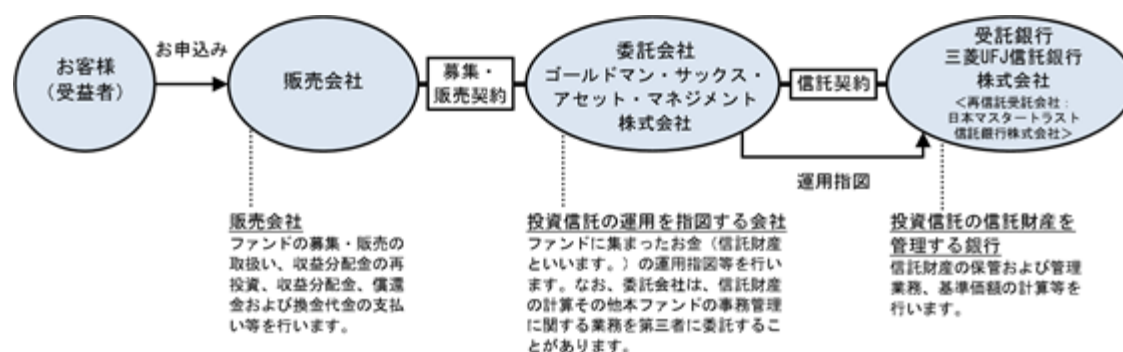 お客様
（受益者）
お申込み
販売会社
募集・
販売契約
委託会社
ゴールドマン・サックス・
アセット・マネジメント
株式会社
信託契約
受託銀行
三菱UFJ信託銀行
株式会社
＜再信託受託会社：
日本マスタートラスト
信託銀行株式会社＞
運用指図
販売会社
ファンドの募集・販売の
取扱い、収益分配金の再
投資、収益分配金、償還
金および換金代金の支払
い等を行います。
投資信託の運用を指図する会社
ファンドに集まったお金（信託財産
といいます。）の運用指図等を行い
ます。なお、委託会社は、信託財産
の計算その他本ファンドの事務管理
に関する業務を第三者に委託するこ
とがあります。
投資信託の信託財産を
管理する銀行
信託財産の保管および管理
業務、基準価額の計算等を
行います。